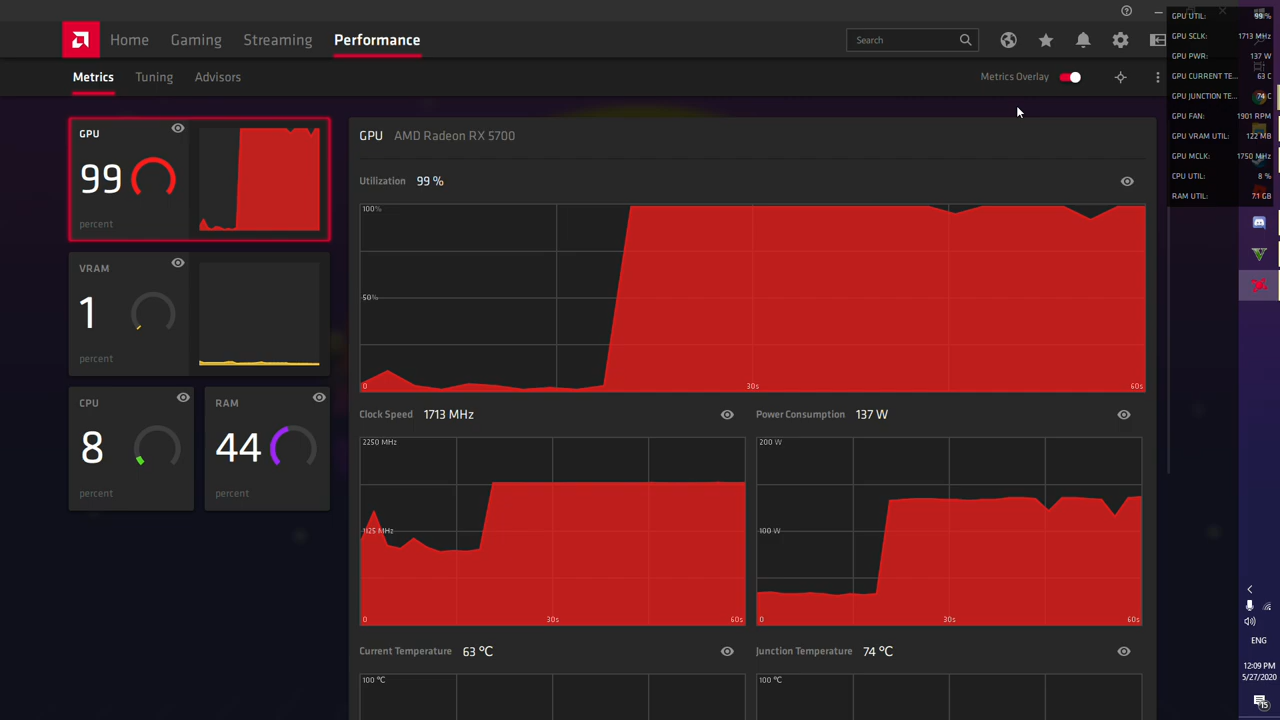 Home Gaming Streaming Performance Search
Metrics Tuning Advisors Metrics Overlay
GPU
99
percent
VRAM
1
percent
CPU
8
percent
RAM
44
percent
GPU AMD Radeon RX 5700
Utilization 99 %
100%
50%
0 30s 60s
Clock Speed 1713 MHz
2250 MHz
1125 MHz
0 30s 60s
Power Consumption 137 W
200 W
100 W
0 30s 60s
Current Temperature 63 °C
100 °C
Junction Temperature 74 °C
100 °C
GPU UTIL: 99 %
GPU SCLK: 1713 MHz
GPU PWR: 137 W
GPU CURRENT TE... 63 C
GPU JUNCTION TE... 74 C
GPU FAN: 1901 RPM
GPU VRAM UTIL: 122 MB
GPU MCLK: 1750 MHz
CPU UTIL: 8 %
RAM UTIL: 7.1 GB
ENG
12:09 PM
5/27/2020
15